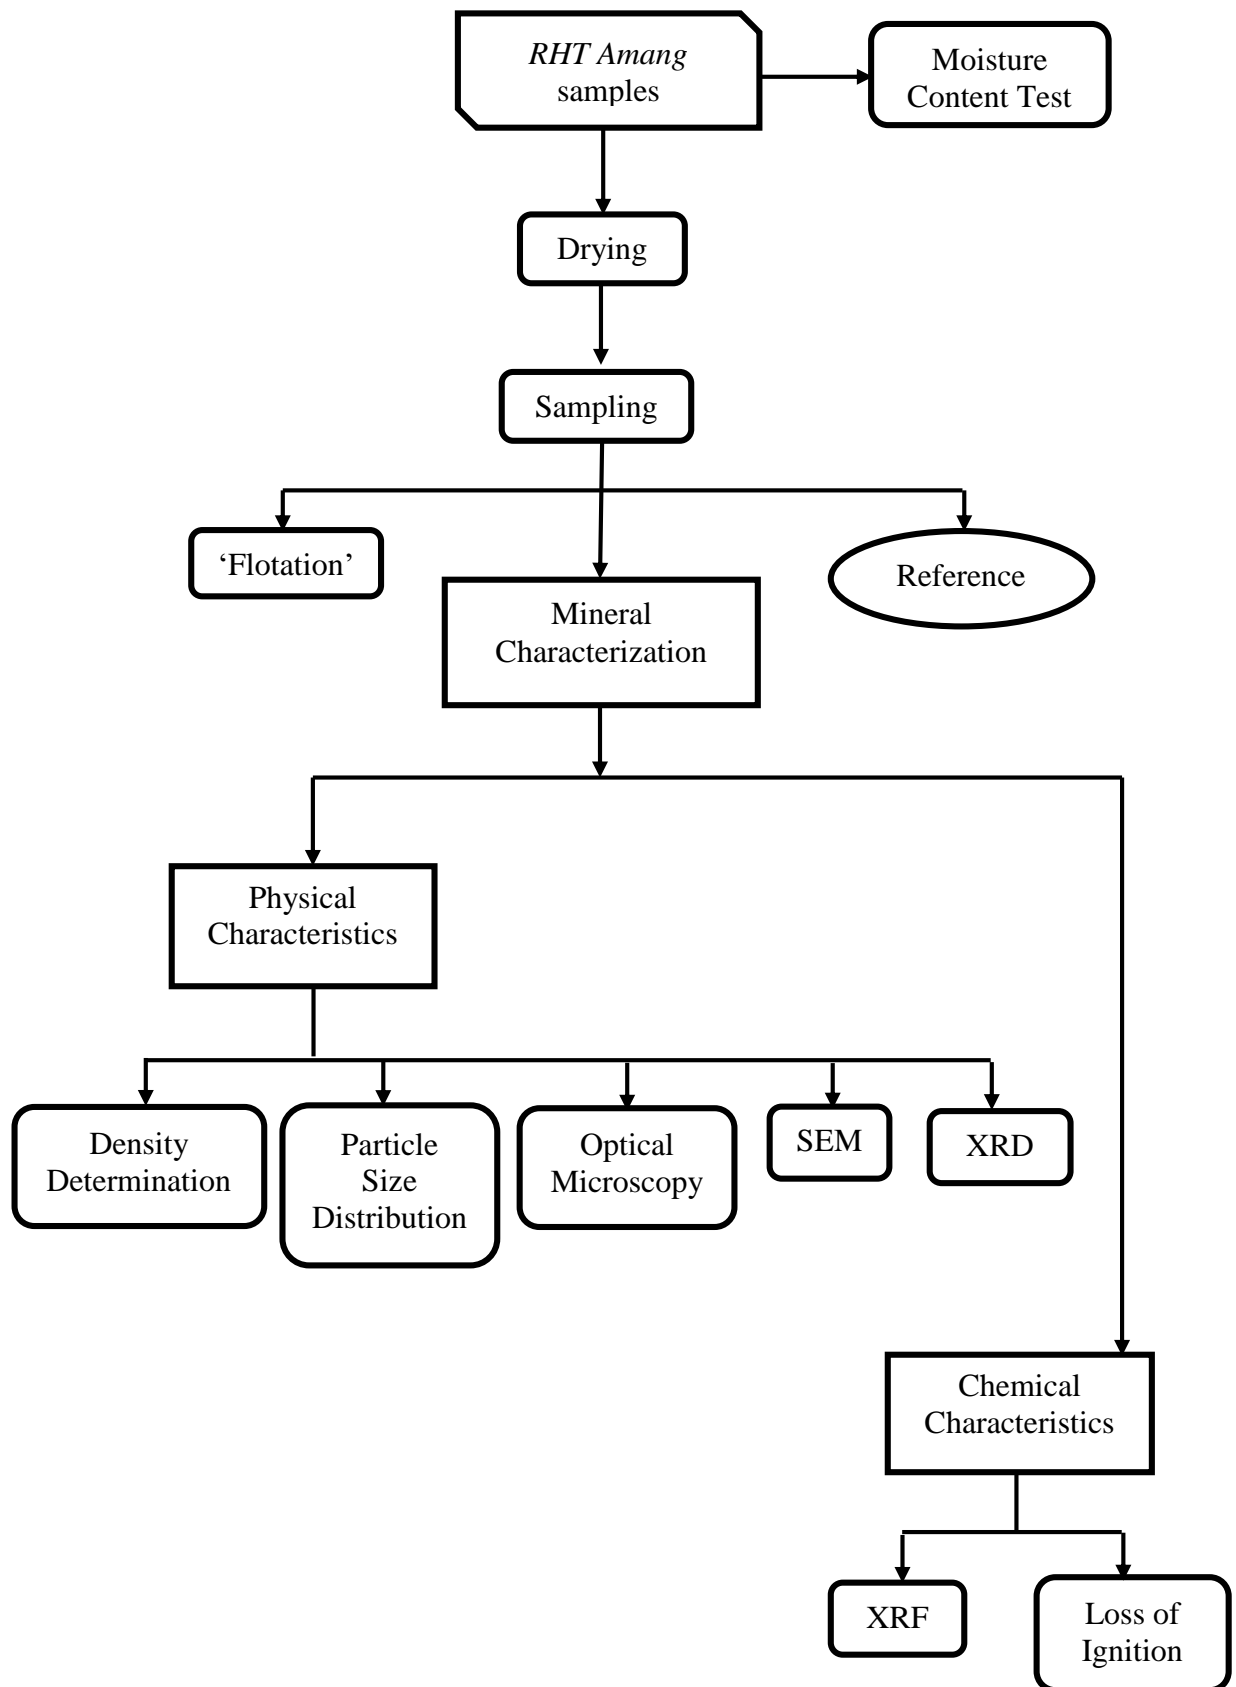 RHT Amang
samples
Moisture
Content Test
Drying
Sampling
‘Flotation’
Reference
Mineral
Characterization
Physical
Characteristics
Density
Determination
Particle
Size
Distribution
Optical
Microscopy
SEM
XRD
Chemical
Characteristics
XRF
Loss of
Ignition